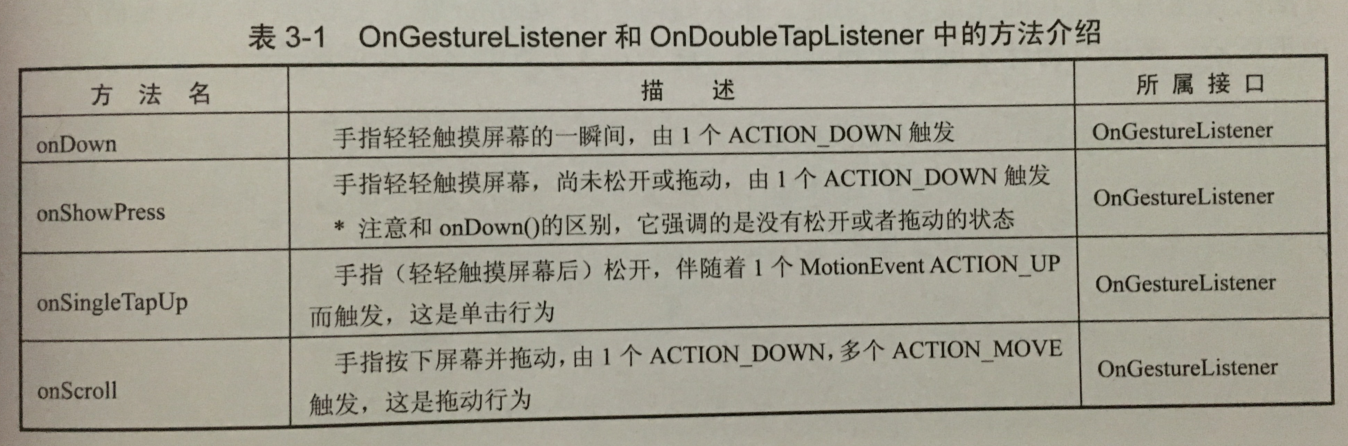 表 3-1 OnGestureListener 和 OnDoubleTapListener 中的方法介绍
方 法 名 描 述 所 属 接 口
onDown 手指轻轻触摸屏幕的一瞬间，由 1 个 ACTION_DOWN 触发 OnGestureListener
手指轻轻触摸屏幕，尚未松开或拖动，由 1 个 ACTION_DOWN 触发
onShowPress OnGestureListener
* 注意和 onDown()的区别，它强调的是没有松开或者拖动的状态
手指（轻轻触摸屏幕后）松开，伴随着 1 个 MotionEvent ACTION_UP
onSingleTapUp OnGestureListener
而触发，这是单击行为
手指按下屏幕并拖动，由 1 个 ACTION_DOWN，多个 ACTION_MOVE
onScroll OnGestureListener
触发，这是拖动行为